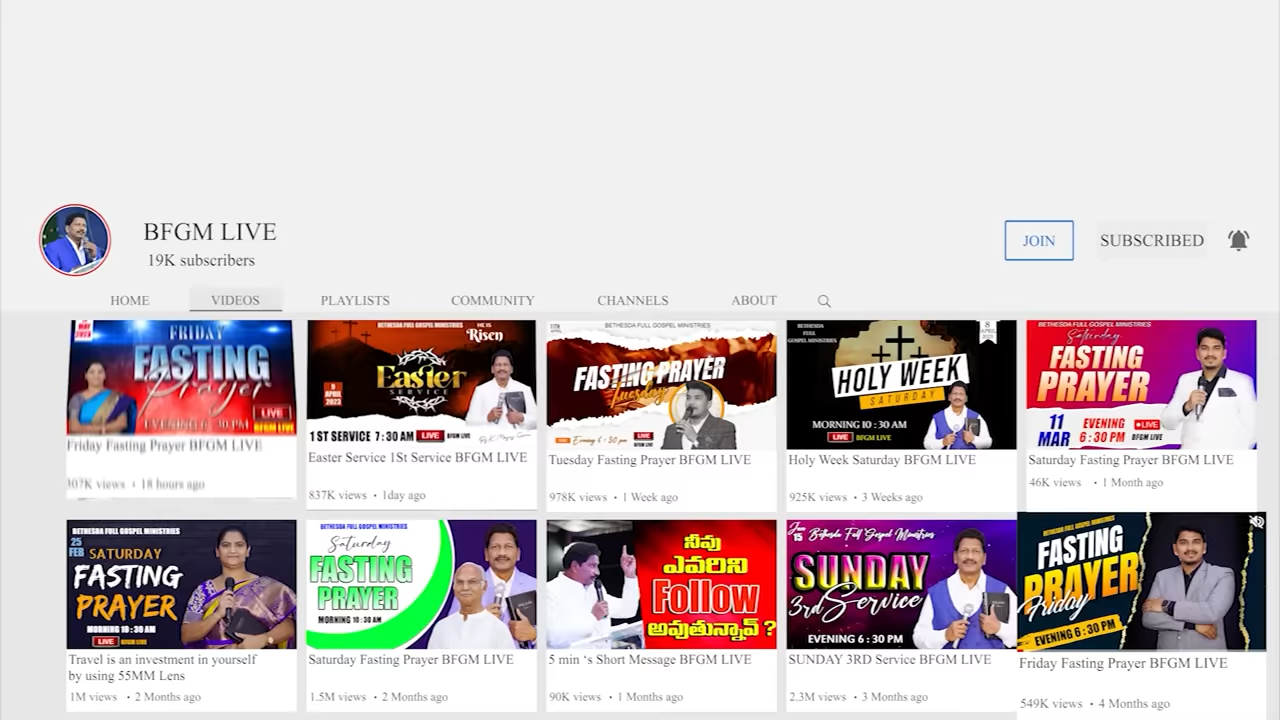 BFGM LIVE
19K subscribers
JOIN
SUBSCRIBED
HOME
VIDEOS
PLAYLISTS
COMMUNITY
CHANNELS
ABOUT
FRIDAY
FASTING
Prayer
EVENING 6:30 PM
LIVE
BFGM LIVE
Friday Fasting Prayer BFGM LIVE
307K views • 18 hours ago
BETHESDA FULL GOSPEL MINISTRIES
HE IS
Risen
Easter
SERVICE
9
APRIL
2023
1ST SERVICE 7:30 AM LIVE BFGM LIVE
Easter Service 1St Service BFGM LIVE
837K views • 1day ago
BETHESDA FULL GOSPEL MINISTRIES
FASTING PRAYER
Tuesday
Evening 6:30 pm
LIVE
BFGM LIVE
Tuesday Fasting Prayer BFGM LIVE
978K views • 1 Week ago
BETHESDA
FULL
GOSPEL MINISTRIES
8
APRIL
HOLY WEEK
SATURDAY
MORNING 10:30 AM
LIVE BFGM LIVE
Holy Week Saturday BFGM LIVE
925K views • 3 Weeks ago
BETHESDA FULL GOSPEL MINISTRIES
Saturday
FASTING
PRAYER
11
MAR
EVENING
6:30 PM
LIVE
BFGM LIVE
Saturday Fasting Prayer BFGM LIVE
46K views • 1 Month ago
BETHESDA FULL GOSPEL MINISTRIES
25
FEB
SATURDAY
FASTING
PRAYER
MORNING 10:30 AM
LIVE BFGM LIVE
Travel is an investment in yourself
by using 55MM Lens
1M views • 2 Months ago
BETHESDA FULL GOSPEL MINISTRIES
Saturday
FASTING
PRAYER
MORNING 10:30 AM
Saturday Fasting Prayer BFGM LIVE
1.5M views • 2 Months ago
నీవు
ఎవరిని
Follow
అవుతున్నావ్ ?
5 min ‘s Short Message BFGM LIVE
90K views • 1 Months ago
Jan
15
Bethesda Full Gospel Ministries
SUNDAY
3rd Service
EVENING 6:30 PM
SUNDAY 3RD Service BFGM LIVE
2.3M views • 3 Months ago
BETHESDA FULL GOSPEL MINISTRIES
FASTING
PRAYER
Friday
EVENING 6:30 PM
Friday Fasting Prayer BFGM LIVE
549K views • 4 Months ago